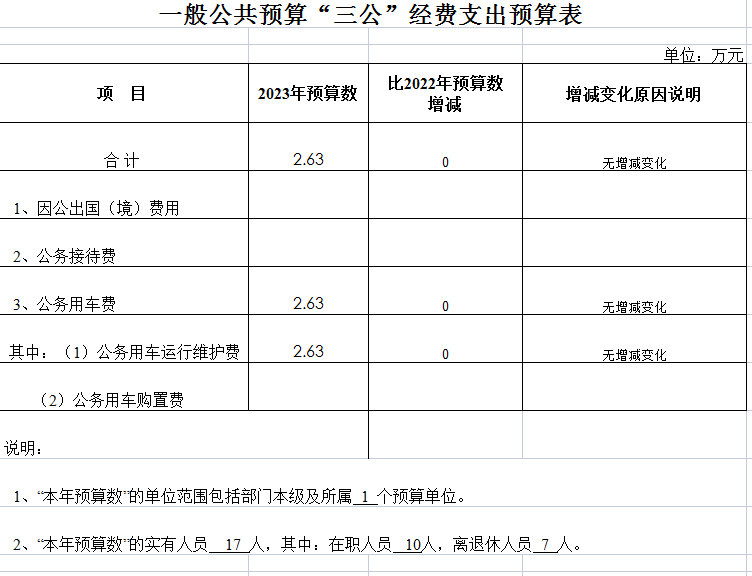 一般公共预算“三公”经费支出预算表
单位：万元
项 目 2023年预算数 比2022年预算数增减 增减变化原因说明
合 计 2.63 0 无增减变化
1、因公出国（境）费用
2、公务接待费
3、公务用车费 2.63 0 无增减变化
其中：（1）公务用车运行维护费 2.63 0 无增减变化
（2）公务用车购置费
说明：
1、“本年预算数”的单位范围包括部门本级及所属 1 个预算单位。
2、“本年预算数”的实有人员 17 人，其中：在职人员 10人，离退休人员 7 人。